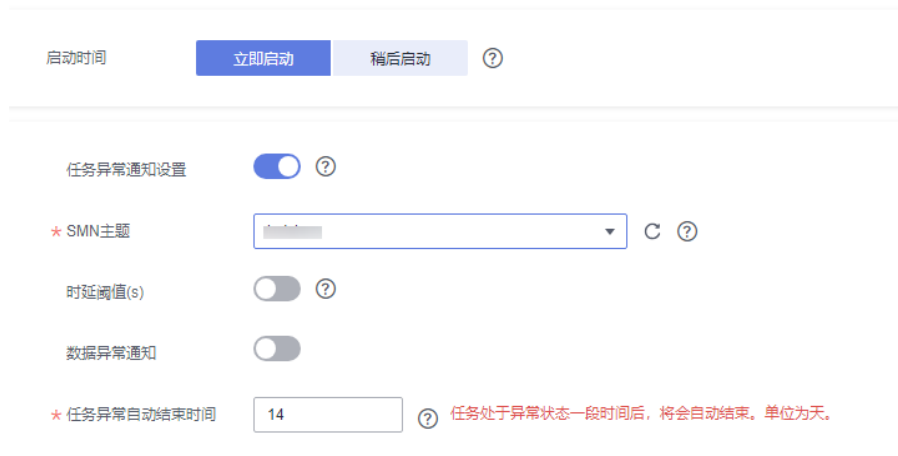 启动时间 立即启动 稍后启动 ?
任务异常通知设置 ?
* SMN主题 ?
时延阈值(s) ?
数据异常通知
* 任务异常自动结束时间 14 ? 任务处于异常状态一段时间后，将会自动结束。单位为天。